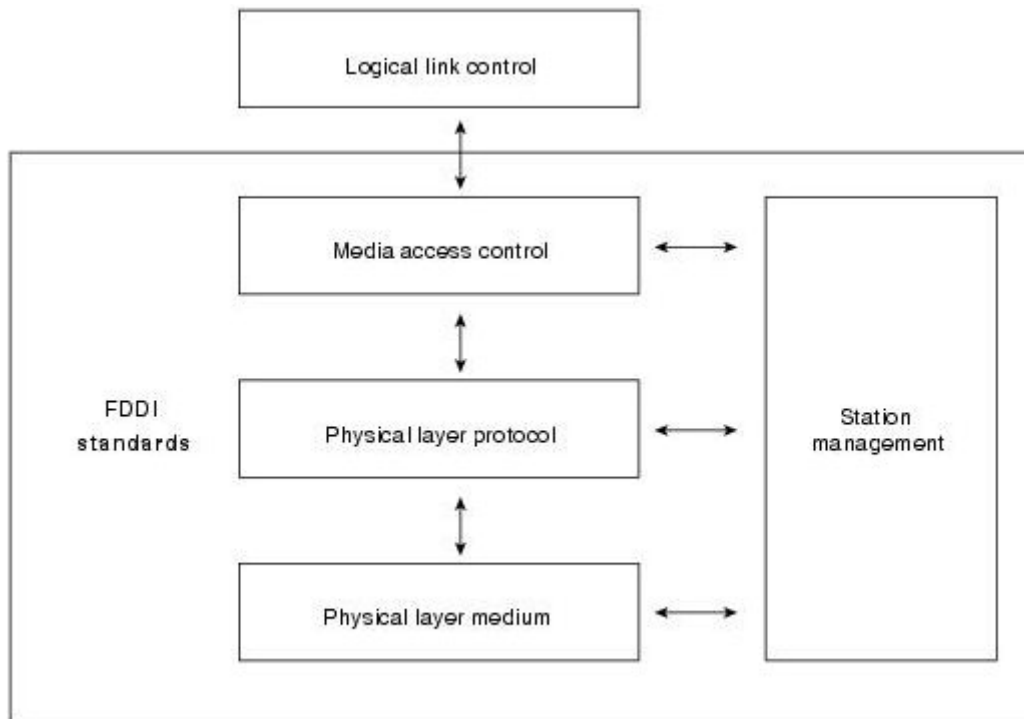 Logical link control
Media access control
FDDI
standards
Physical layer protocol
Station
management
Physical layer medium